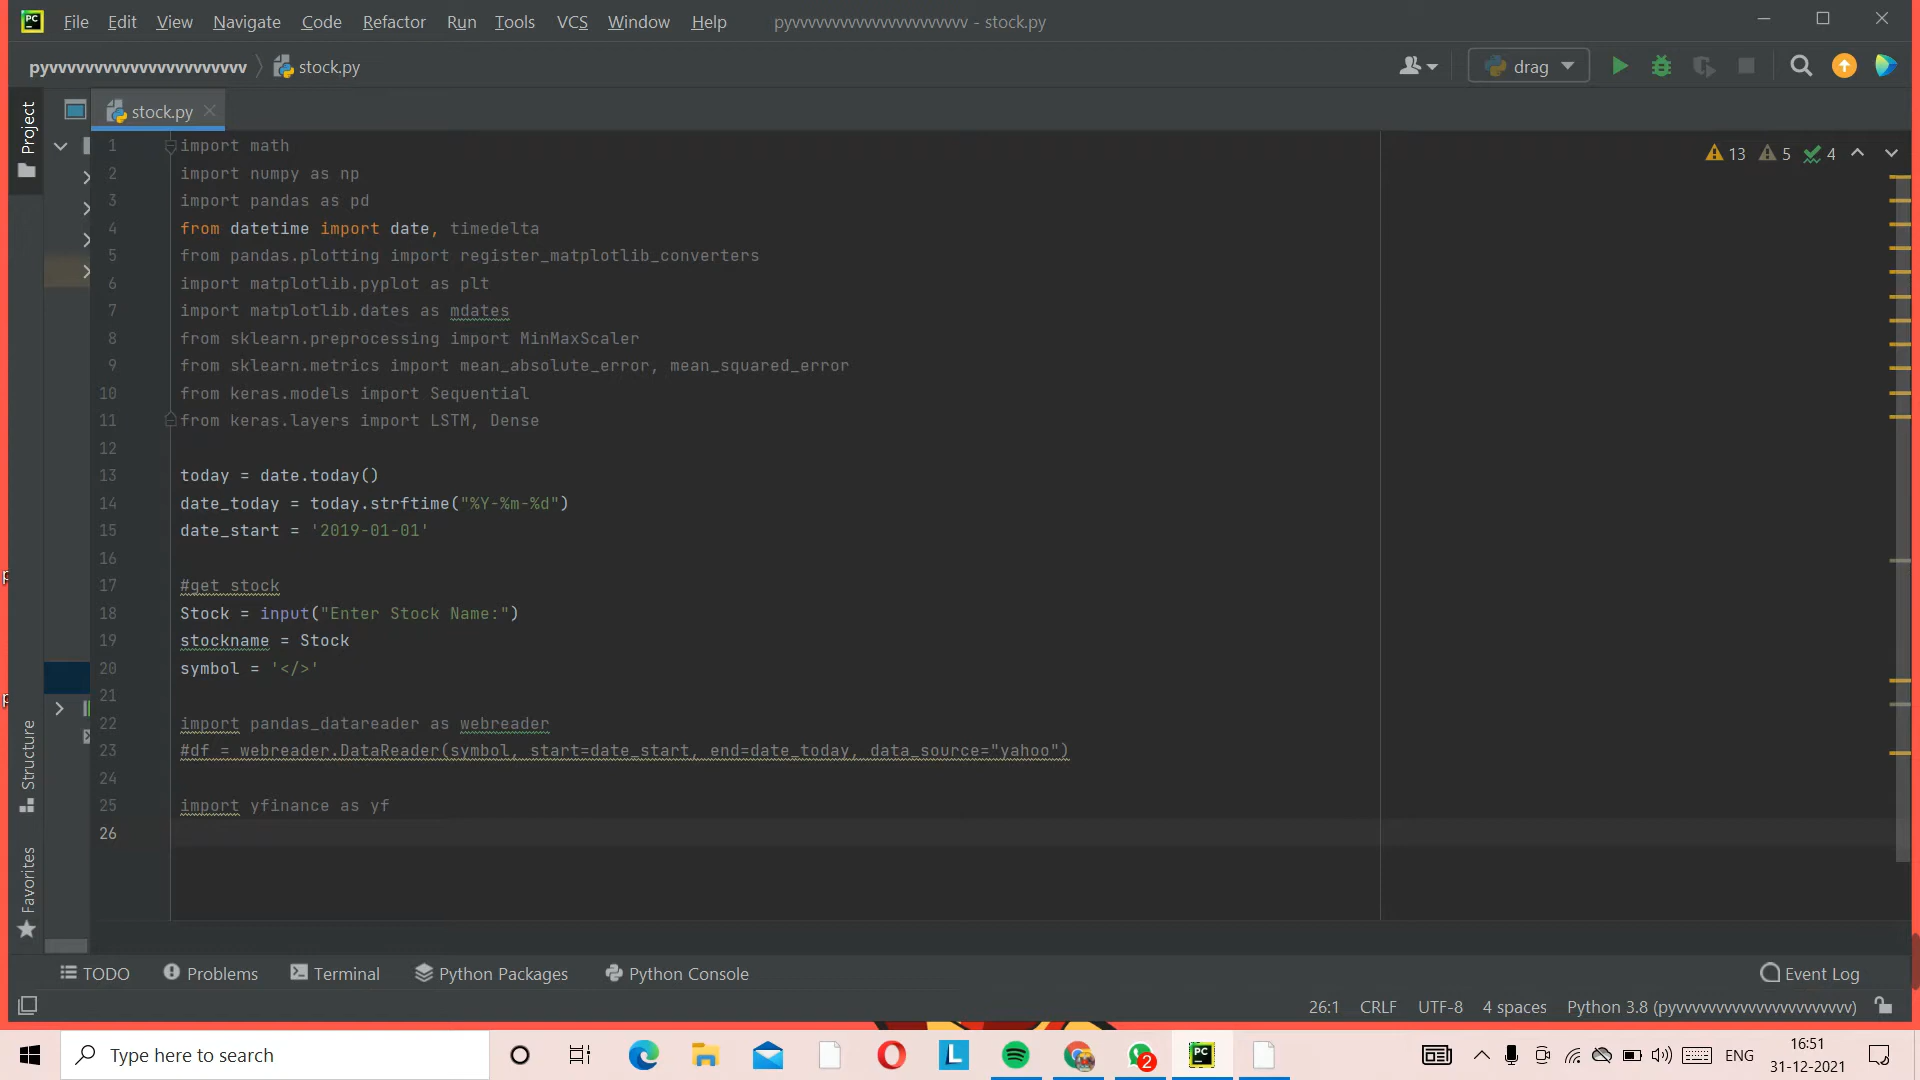 PC File Edit View Navigate Code Refactor Run Tools VCS Window Help pyvvvvvvvvvvvvvvvvvvvvvv - stock.py
pyvvvvvvvvvvvvvvvvvvvvvv stock.py drag
Project
stock.py
13 5 4
1 import math
2 import numpy as np
3 import pandas as pd
4 from datetime import date, timedelta
5 from pandas.plotting import register_matplotlib_converters
6 import matplotlib.pyplot as plt
7 import matplotlib.dates as mdates
8 from sklearn.preprocessing import MinMaxScaler
9 from sklearn.metrics import mean_absolute_error, mean_squared_error
10 from keras.models import Sequential
11 from keras.layers import LSTM, Dense
12
13 today = date.today()
14 date_today = today.strftime("%Y-%m-%d")
15 date_start = '2019-01-01'
16
17 #get stock
18 Stock = input("Enter Stock Name:")
19 stockname = Stock
20 symbol = '</>'
21
22 import pandas_datareader as webreader
23 #df = webreader.DataReader(symbol, start=date_start, end=date_today, data_source="yahoo")
24
25 import yfinance as yf
26
Structure
Favorites
TODO Problems Terminal Python Packages Python Console Event Log
26:1 CRLF UTF-8 4 spaces Python 3.8 (pyvvvvvvvvvvvvvvvvvvvvvv)
Type here to search L 2 PC ENG 16:51
31-12-2021